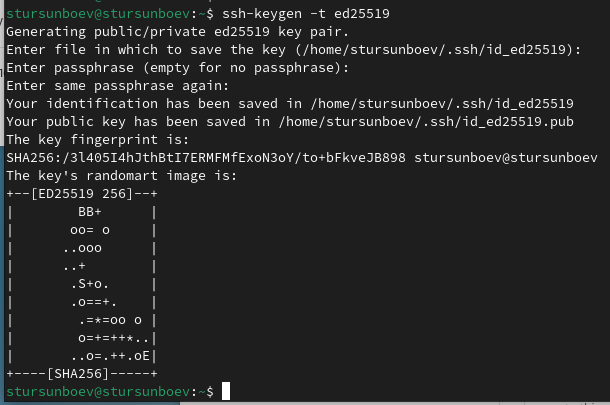 stursunboev@stursunboev:~$ ssh-keygen -t ed25519
Generating public/private ed25519 key pair.
Enter file in which to save the key (/home/stursunboev/.ssh/id_ed25519):
Enter passphrase (empty for no passphrase):
Enter same passphrase again:
Your identification has been saved in /home/stursunboev/.ssh/id_ed25519
Your public key has been saved in /home/stursunboev/.ssh/id_ed25519.pub
The key fingerprint is:
SHA256:/3l405I4hJthBtI7ERMFMfExoN3oY/to+bFkveJB898 stursunboev@stursunboev
The key's randomart image is:
+--[ED25519 256]--+
|        BB+      |
|       oo= o     |
|      ..ooo      |
|      ..+        |
|       .S+o.     |
|       .o==+.    |
|        .=*=oo o |
|        o=+=++*..|
|       ..o=.++.oE|
+----[SHA256]-----+
stursunboev@stursunboev:~$